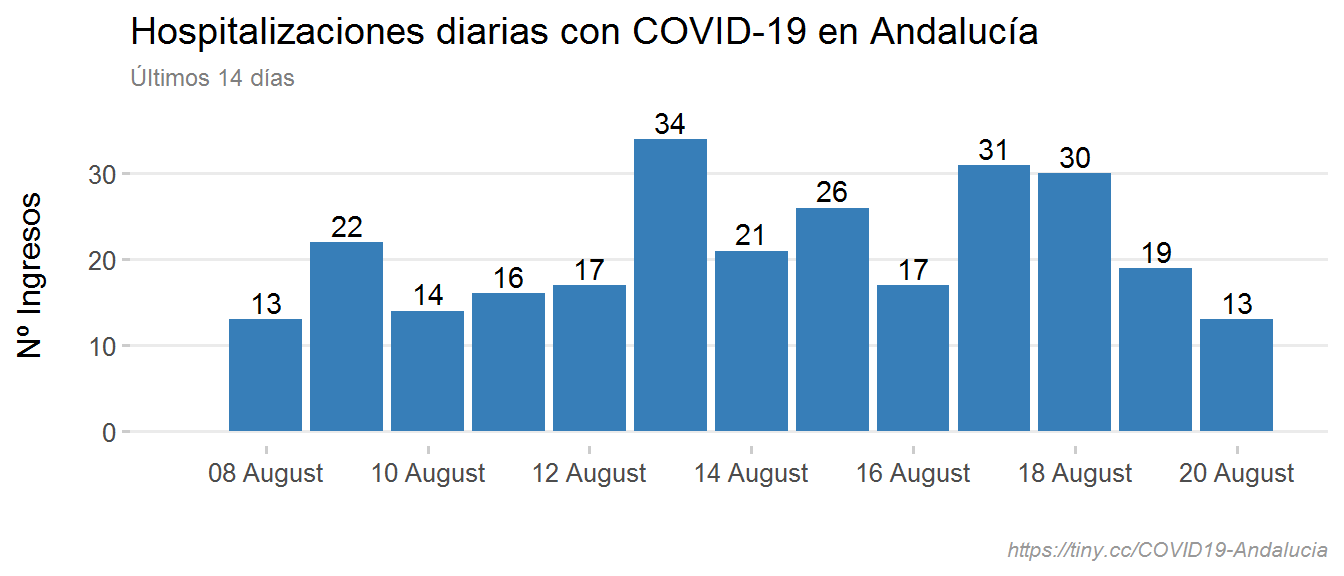 Hospitalizaciones diarias con COVID-19 en Andalucía
Últimos 14 días
Nº Ingresos
30
20
10
0
13
22
14
16
17
34
21
26
17
31
30
19
13
08 August
10 August
12 August
14 August
16 August
18 August
20 August
https://tiny.cc/COVID19-Andalucia